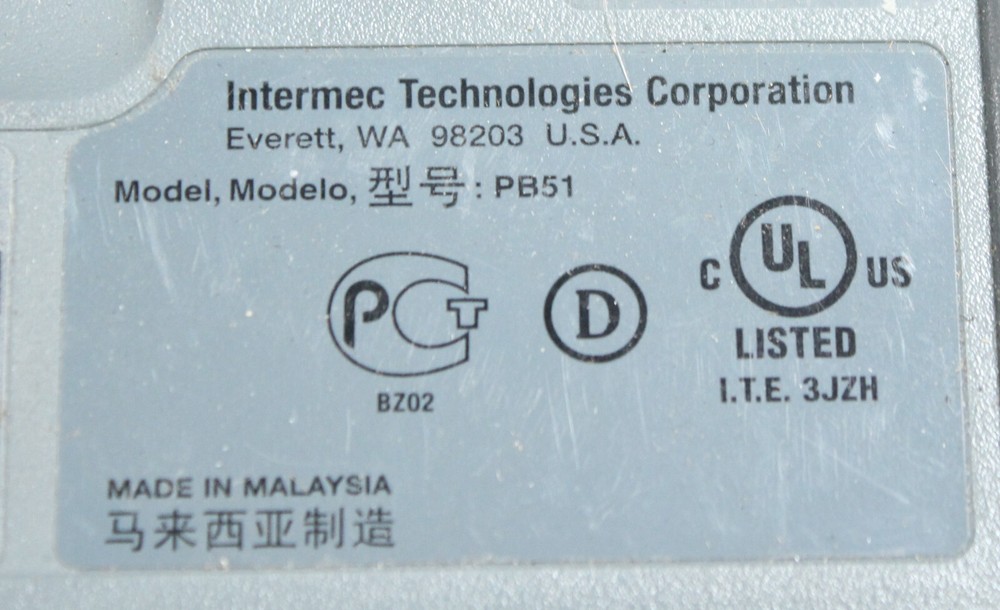 Intermec Technologies Corporation
Everett, WA 98203 U.S.A.
Model, Modelo, 型号: PB51
C UL US
LISTED
I.T.E. 3JZH
PCT
D
BZ02
MADE IN MALAYSIA
马来西亚制造